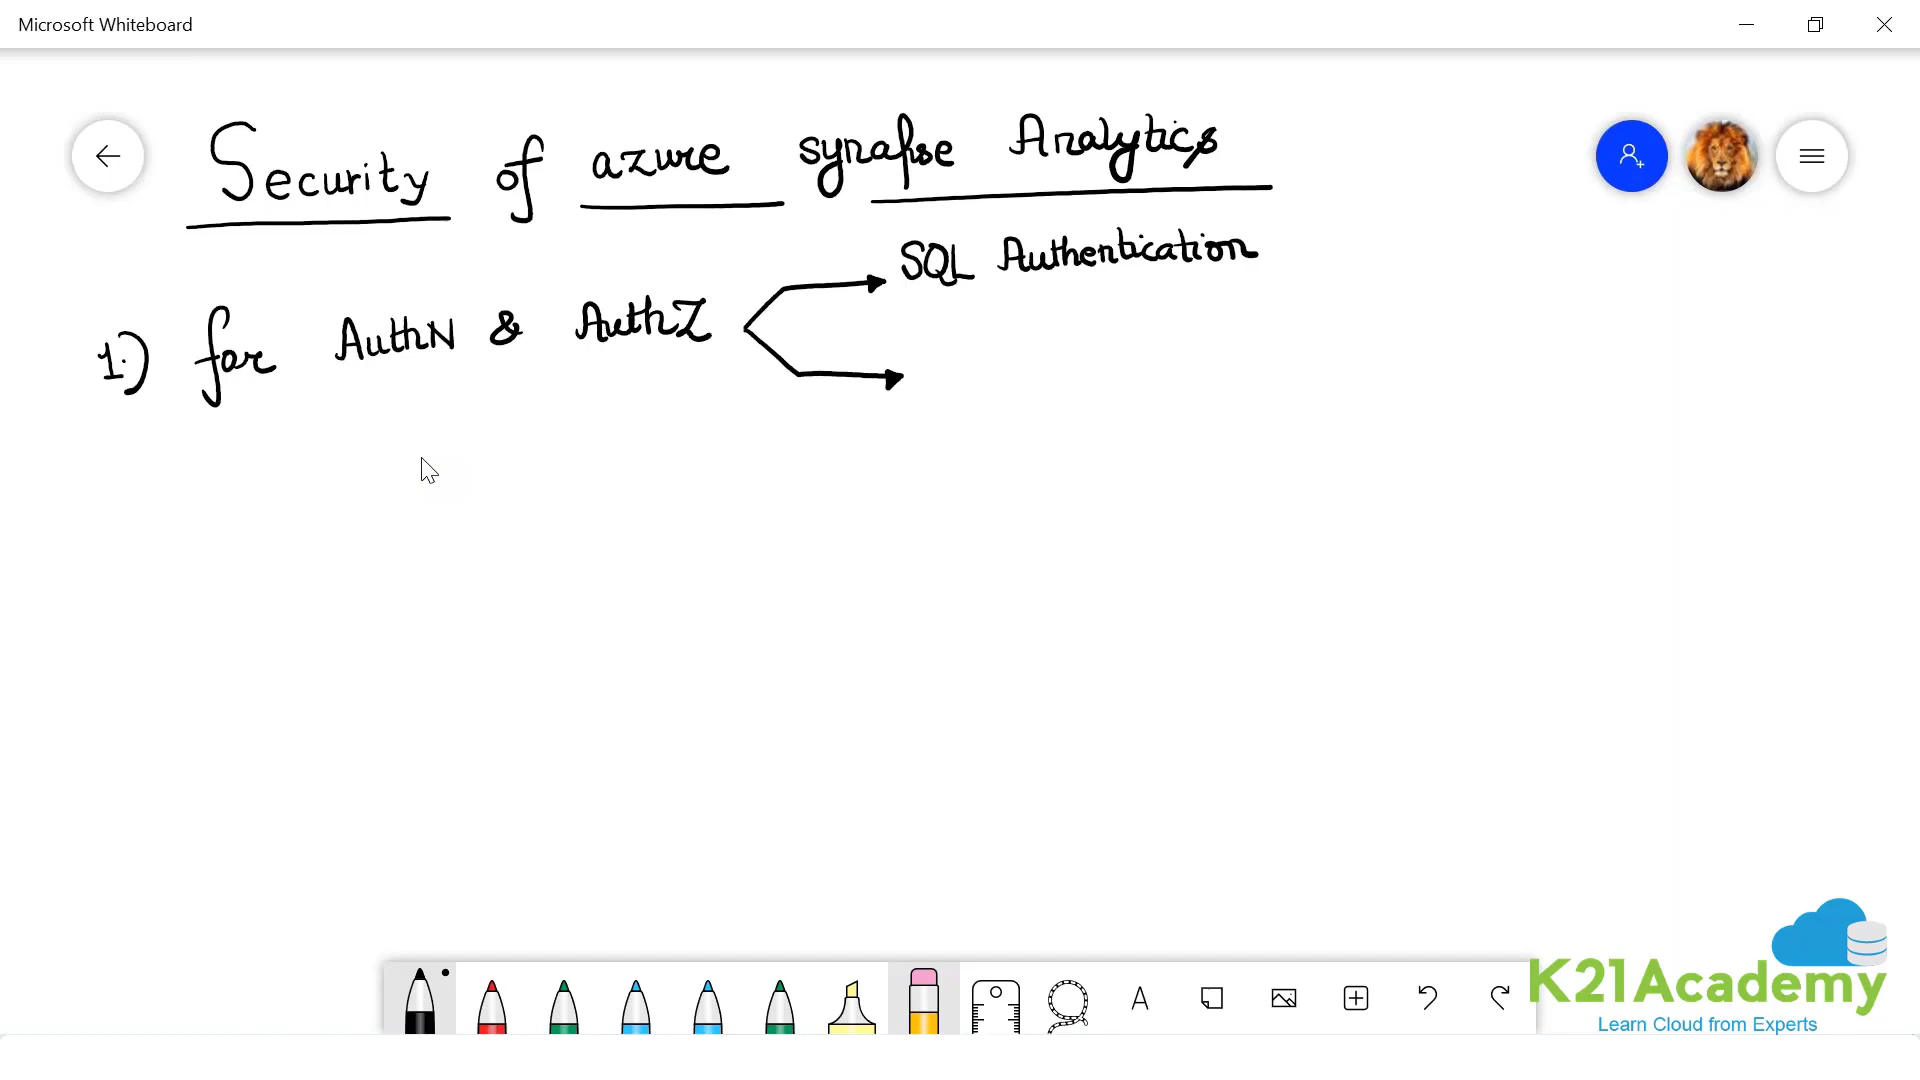 Microsoft Whiteboard
Security of azure synapse Analytics
SQL Authentication
1.) for AuthN & AuthZ
A
K21Academy
Learn Cloud from Experts